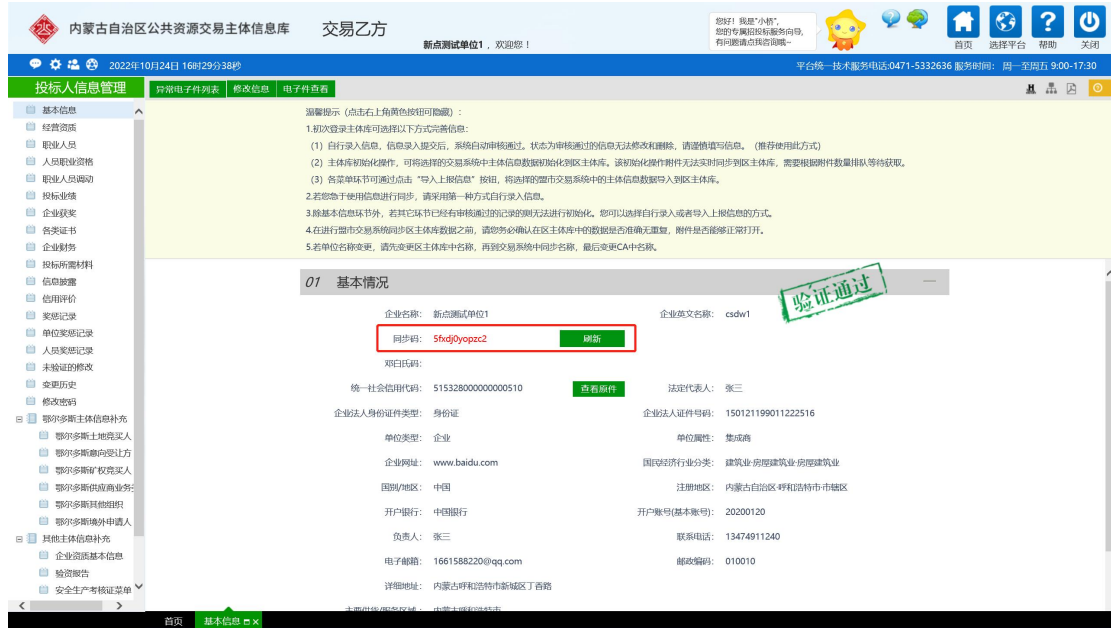 内蒙古自治区公共资源交易主体信息库
交易乙方
新点测试单位1，欢迎您！
您好！我是“小桥”，
您的专属招投标服务向导，
有问题请点我咨询哦~
首页 选择平台 帮助 关闭
2022年10月24日 16时29分38秒
平台统一技术服务电话:0471-5332636 服务时间：周一至周五 9:00-17:30
投标人信息管理
异常电子件列表 修改信息 电子件查看
基本信息
经营资质
职业人员
人员职业资格
职业人员调动
投标业绩
企业获奖
各类证书
企业财务
投标所需材料
信息披露
信用评价
奖惩记录
单位奖惩记录
人员奖惩记录
未验证的修改
变更历史
修改密码
鄂尔多斯主体信息补充
鄂尔多斯土地竞买人
鄂尔多斯意向受让方
鄂尔多斯矿权竞买人
鄂尔多斯供应商业务
鄂尔多斯其他组织
鄂尔多斯境外申请人
其他主体信息补充
企业资质基本信息
验资报告
安全生产考核证菜单
温馨提示（点击右上角黄色按钮可隐藏）：
1.初次登录主体库可选择以下方式完善信息：
（1）自行录入信息，信息录入提交后，系统自动审核通过。状态为审核通过的信息无法修改和删除，请谨慎填写信息。（推荐使用此方式）
（2）主体库初始化操作，可将选择的交易系统中主体信息数据初始化到区主体库。该初始化操作附件无法实时同步到区主体库，需要根据附件数量排队等待获取。
（3）各菜单环节可通过点击“导入上报信息”按钮，将选择的盟市交易系统中的主体信息数据导入到区主体库。
2.若您急于使用信息进行同步，请采用第一种方式自行录入信息。
3.除基本信息环节外，若其它环节已经有审核通过的记录的则无法进行初始化。您可以选择自行录入或者导入上报信息的方式。
4.在进行盟市交易系统同步区主体库数据之前，请您务必确认在区主体库中的数据是否准确无重复，附件是否能够正常打开。
5.若单位名称变更，请先变更区主体库中名称，再到交易系统中同步名称，最后变更CA中名称。
01 基本情况
验证通过
企业名称： 新点测试单位1 企业英文名称： csdw1
同步码： 5fxdj0yopzc2 刷新
邓白氏码：
统一社会信用代码： 515328000000000510 查看原件 法定代表人： 张三
企业法人身份证件类型： 身份证 企业法人证件号码： 150121199011222516
单位类型： 企业 单位属性： 集成商
企业网址： www.baidu.com 国民经济行业分类： 建筑业·房屋建筑业·房屋建筑业
国别/地区： 中国 注册地区： 内蒙古自治区·呼和浩特市·市辖区
开户银行： 中国银行 开户账号(基本账号)： 20200120
负责人： 张三 联系电话： 13474911240
电子邮箱： 1661588220@qq.com 邮政编码： 010010
详细地址： 内蒙古呼和浩特市新城区丁香路
主要供货/服务区域： 内蒙古呼和浩特市
首页 基本信息